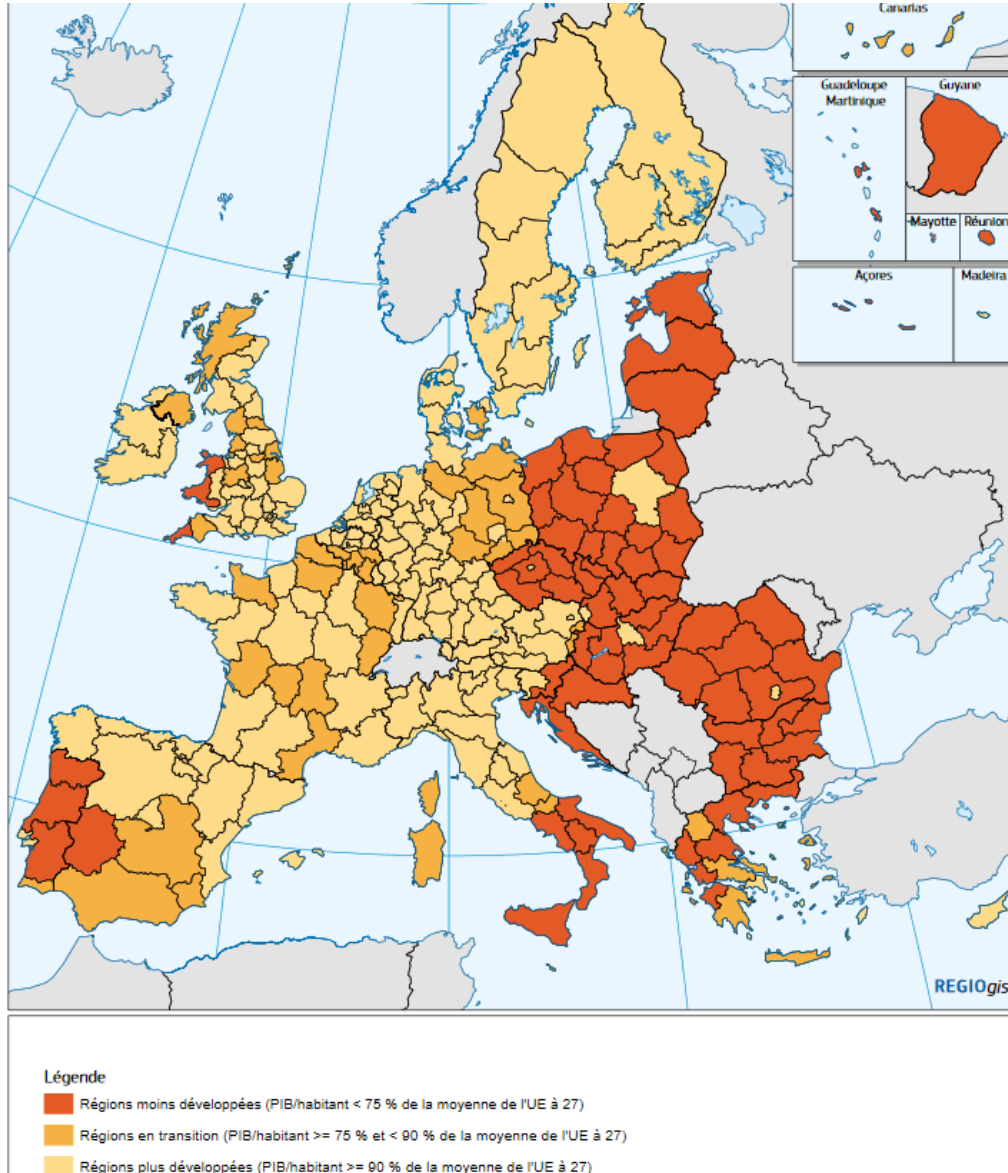 Canarias
Guadeloupe
Martinique
Guyane
Mayotte
Réunion
Açores
Madeira
REGIOgis
Légende
Régions moins développées (PIB/habitant < 75 % de la moyenne de l'UE à 27)
Régions en transition (PIB/habitant >= 75 % et < 90 % de la moyenne de l'UE à 27)
Régions plus développées (PIB/habitant >= 90 % de la moyenne de l'UE à 27)